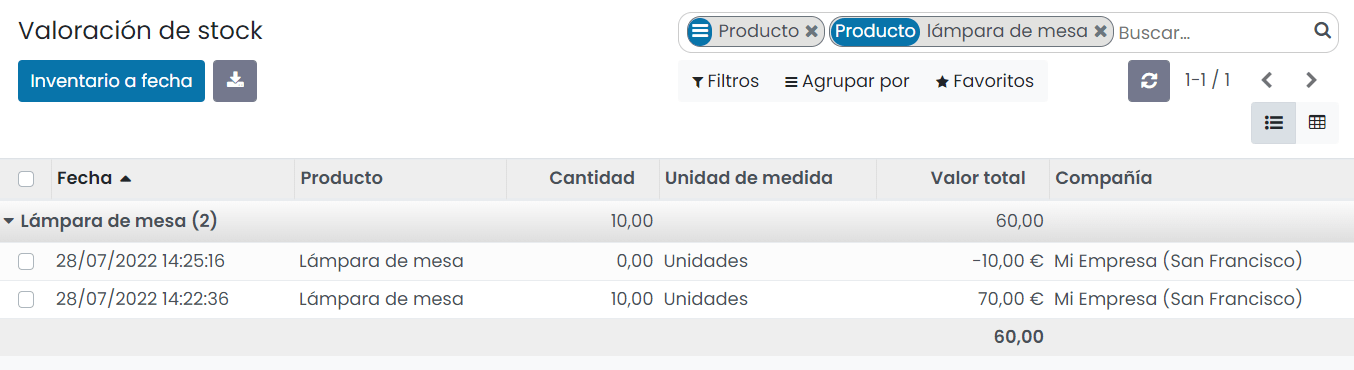 Valoración de stock
Producto Producto lámpara de mesa Buscar...
Inventario a fecha
Filtros Agrupar por Favoritos 1-1 / 1
Fecha Producto Cantidad Unidad de medida Valor total Compañía
Lámpara de mesa (2) 10,00 60,00
28/07/2022 14:25:16 Lámpara de mesa 0,00 Unidades -10,00 € Mi Empresa (San Francisco)
28/07/2022 14:22:36 Lámpara de mesa 10,00 Unidades 70,00 € Mi Empresa (San Francisco)
60,00